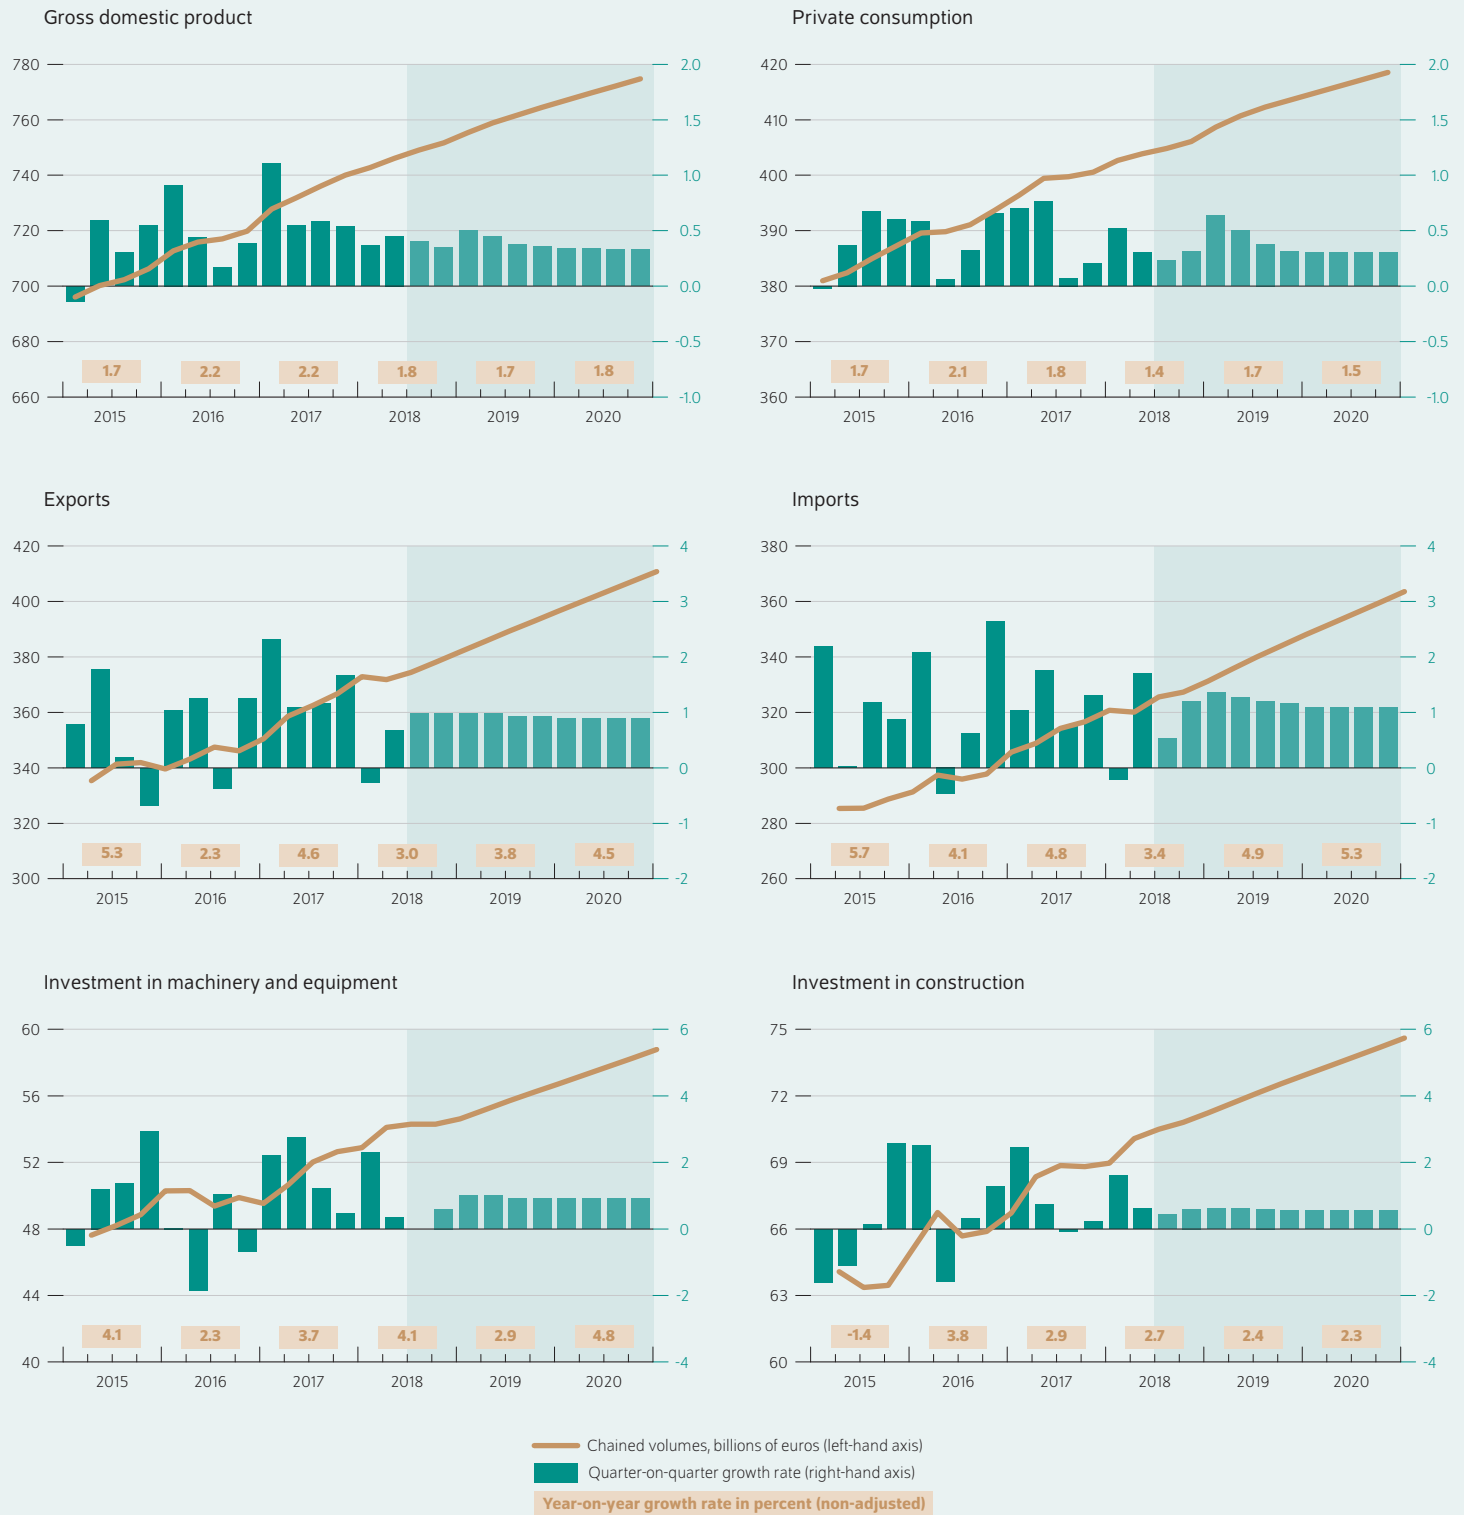 Gross domestic product
Private consumption
780 2.0 420 2.0
760 1.5 410 1.5
740 1.0 400 1.0
720 0.5 390 0.5
700 0.0 380 0.0
680 -0.5 370 -0.5
1.7 2.2 2.2 1.8 1.7 1.8 1.7 2.1 1.8 1.4 1.7 1.5
660 -1.0 360 -1.0
2015 2016 2017 2018 2019 2020 2015 2016 2017 2018 2019 2020
Exports
Imports
420 4 380 4
400 3 360 3
380 2 340 2
360 1 320 1
340 0 300 0
320 -1 280 -1
5.3 2.3 4.6 3.0 3.8 4.5 5.7 4.1 4.8 3.4 4.9 5.3
300 -2 260 -2
2015 2016 2017 2018 2019 2020 2015 2016 2017 2018 2019 2020
Investment in machinery and equipment
Investment in construction
60 6 75 6
56 4 72 4
52 2 69 2
48 0 66 0
44 -2 63 -2
4.1 2.3 3.7 4.1 2.9 4.8 -1.4 3.8 2.9 2.7 2.4 2.3
40 -4 60 -4
2015 2016 2017 2018 2019 2020 2015 2016 2017 2018 2019 2020
Chained volumes, billions of euros (left-hand axis)
Quarter-on-quarter growth rate (right-hand axis)
Year-on-year growth rate in percent (non-adjusted)